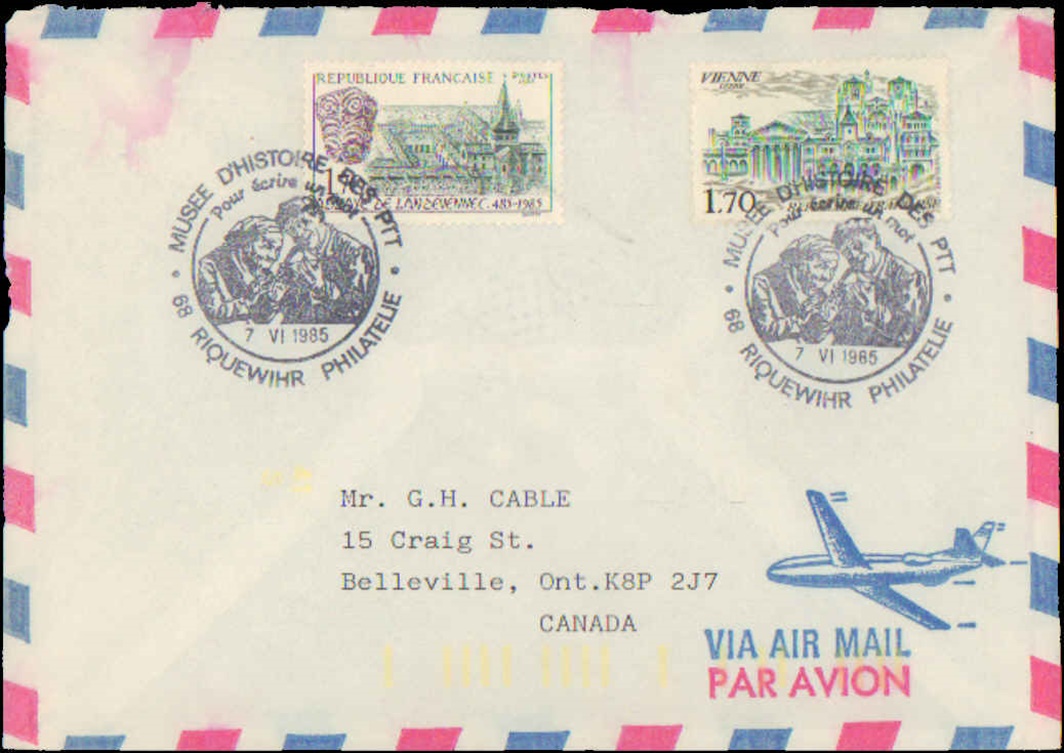 REPUBLIQUE FRANCAISE POSTES
ABBAYE DE LANDEVENNEC. 485-1985
VIENNE
ISERE
1.70
MUSEE D'HISTOIRE DES PTT
Pour écrire un mot
7 VI 1985
68 RIQUEWIHR PHILATELIE
MUSEE D'HISTOIRE DES PTT
Pour écrire un mot
7 VI 1985
68 RIQUEWIHR PHILATELIE
Mr. G.H. CABLE
15 Craig St.
Belleville, Ont.K8P 2J7
CANADA
VIA AIR MAIL
PAR AVION